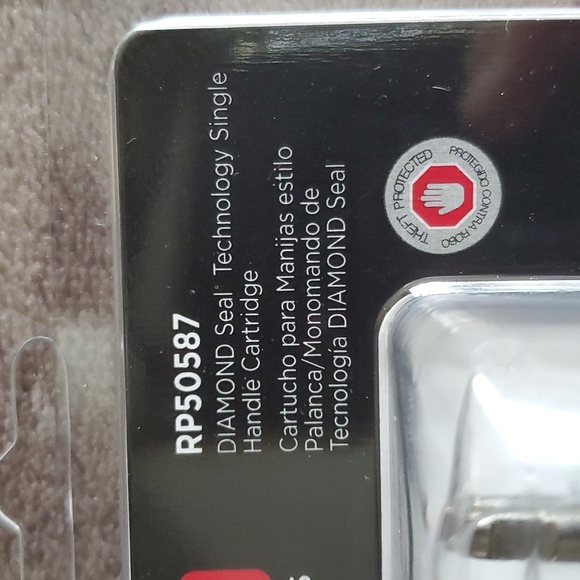 RP50587
DIAMOND Seal® Technology Single
Handle Cartridge
Cartucho para Manijas estilo
Palanca/Monomando de
Tecnología DIAMOND Seal
THEFT PROTECTED
PROTEGIDO CONTRA ROBO